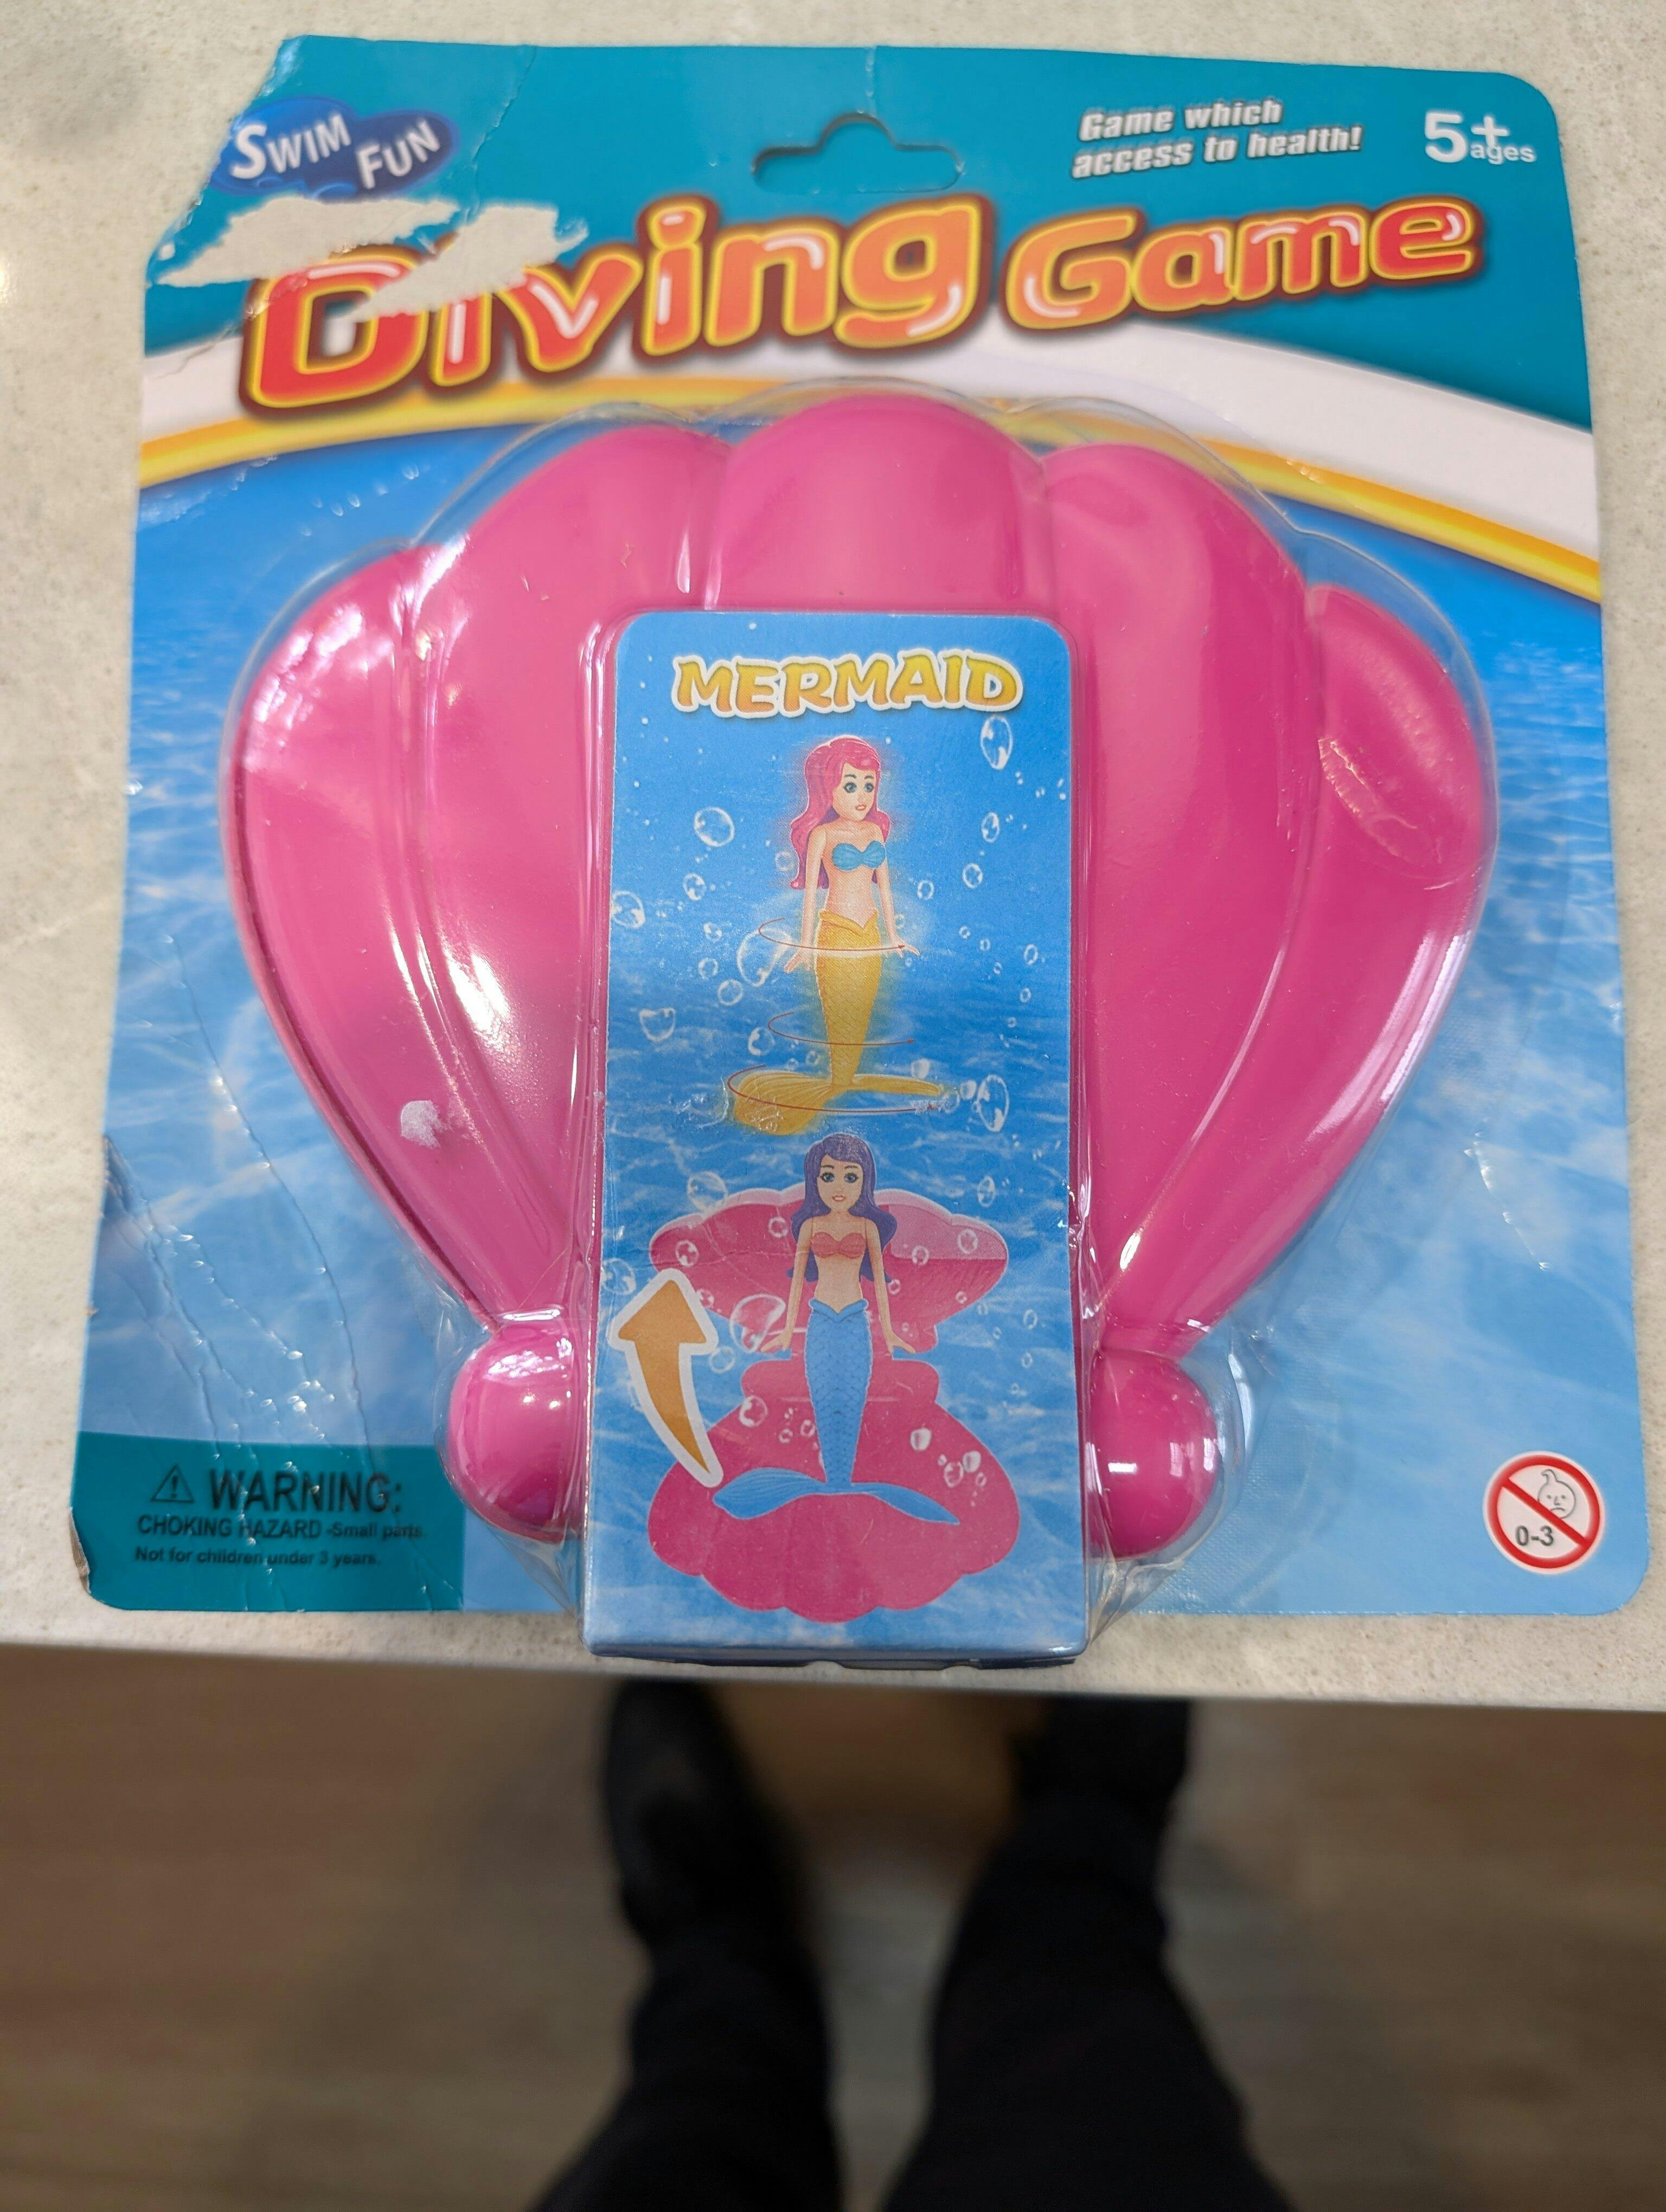 SWIM
FUN
Game which
access to health!
5+
ages
Diving Game
MERMAID
WARNING:
CHOKING HAZARD -Small parts.
Not for children under 3 years.
0-3